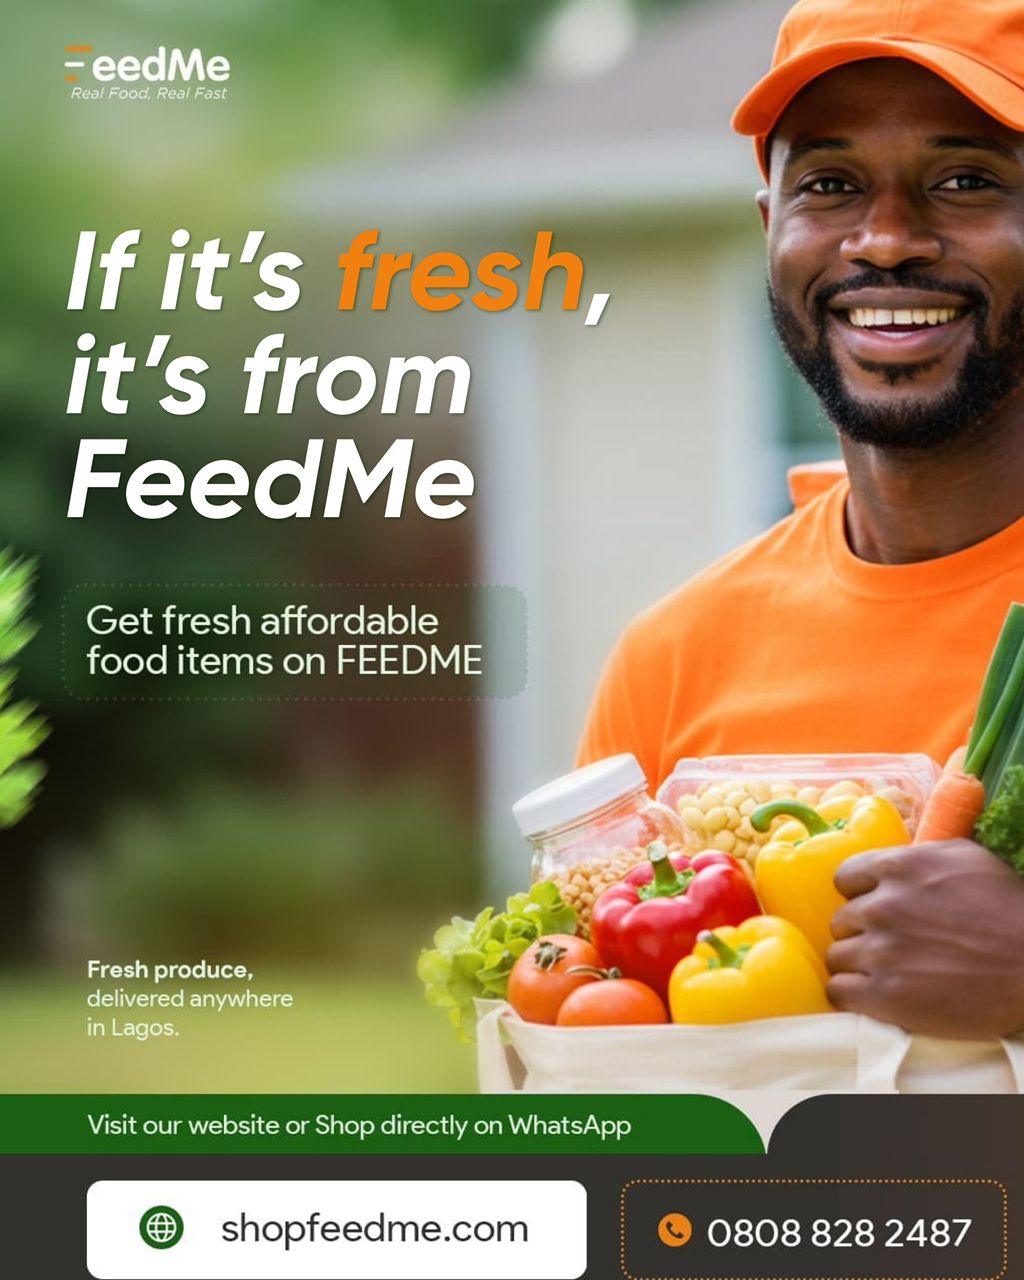 FeedMe
Real Food, Real Fast
If it's fresh,
it's from
FeedMe
Get fresh affordable
food items on FEEDME
Fresh produce,
delivered anywhere
in Lagos.
Visit our website or Shop directly on WhatsApp
shopfeedme.com
0808 828 2487